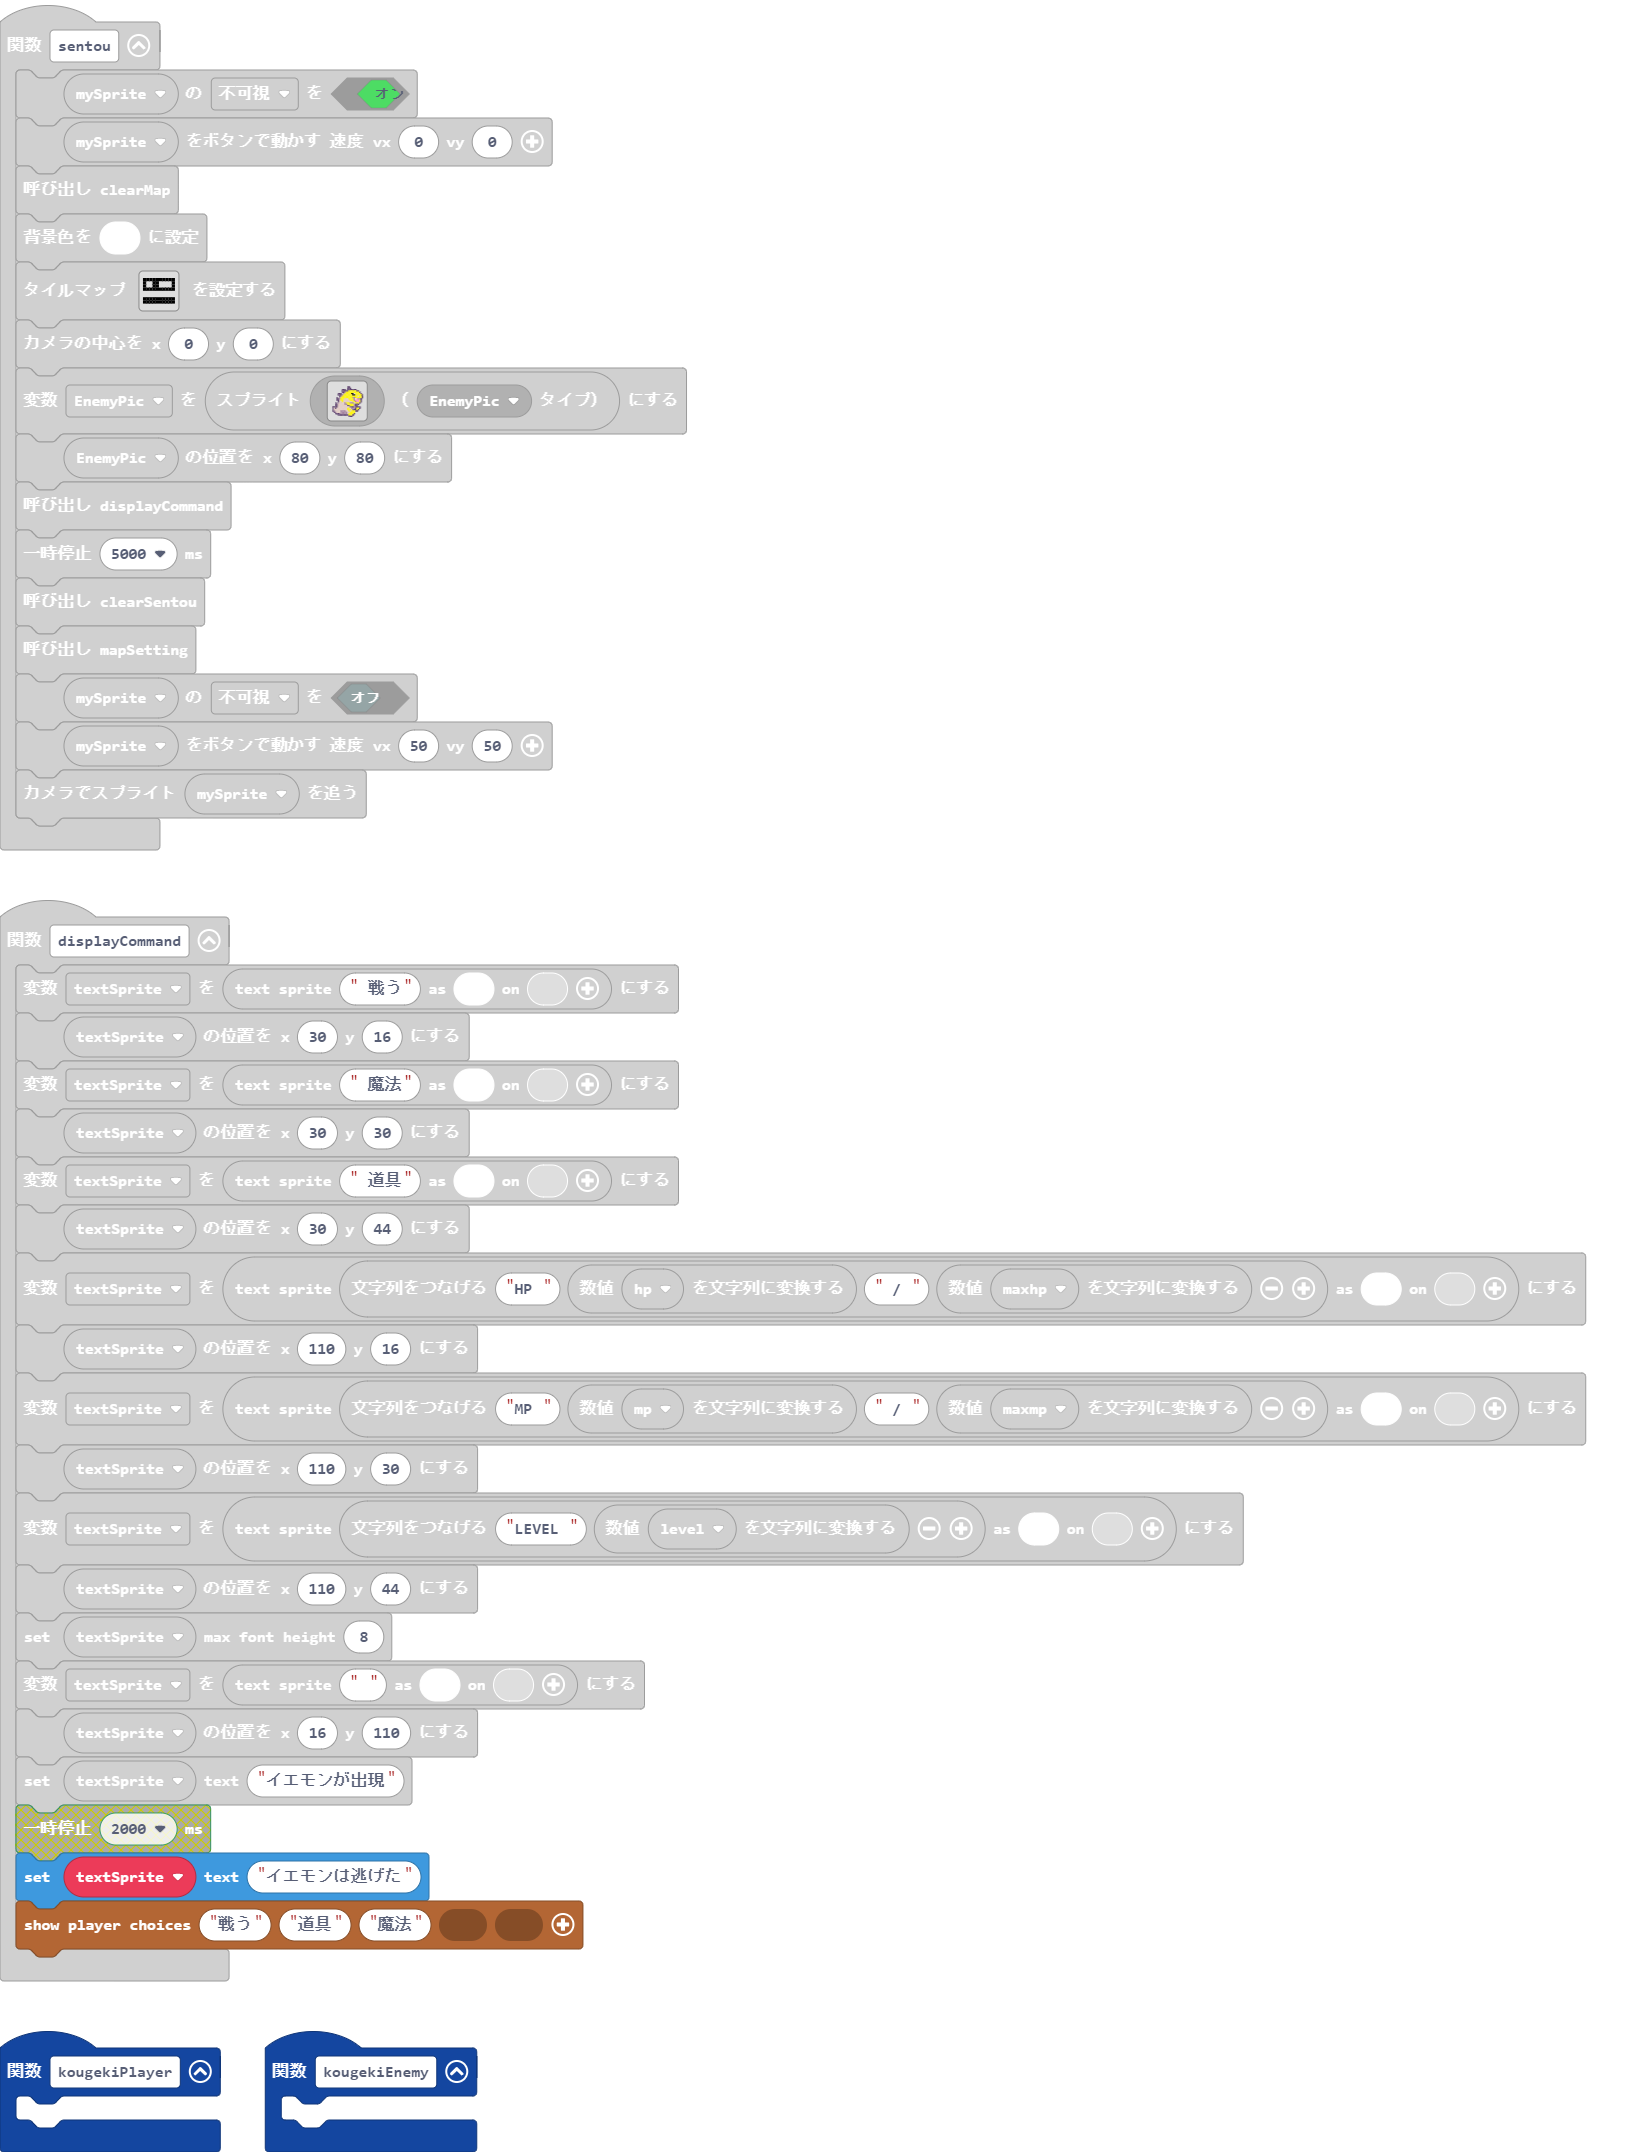 関数 sentou
mySprite の 不可視 を オン
mySprite をボタンで動かす 速度 vx 0 vy 0
呼び出し clearMap
背景色を に設定
タイルマップ を設定する
カメラの中心を x 0 y 0 にする
変数 EnemyPic を スプライト ( EnemyPic タイプ) にする
EnemyPic の位置を x 80 y 80 にする
呼び出し displayCommand
一時停止 5000 ms
呼び出し clearSentou
呼び出し mapSetting
mySprite の 不可視 を オフ
mySprite をボタンで動かす 速度 vx 50 vy 50
カメラでスプライト mySprite を追う
関数 displayCommand
変数 textSprite を text sprite " 戦う" as on にする
textSprite の位置を x 30 y 16 にする
変数 textSprite を text sprite " 魔法" as on にする
textSprite の位置を x 30 y 30 にする
変数 textSprite を text sprite " 道具" as on にする
textSprite の位置を x 30 y 44 にする
変数 textSprite を text sprite 文字列をつなげる "HP " 数値 hp を文字列に変換する " / " 数値 maxhp を文字列に変換する as on にする
textSprite の位置を x 110 y 16 にする
変数 textSprite を text sprite 文字列をつなげる "MP " 数値 mp を文字列に変換する " / " 数値 maxmp を文字列に変換する as on にする
textSprite の位置を x 110 y 30 にする
変数 textSprite を text sprite 文字列をつなげる "LEVEL " 数値 level を文字列に変換する as on にする
textSprite の位置を x 110 y 44 にする
set textSprite max font height 8
変数 textSprite を text sprite " " as on にする
textSprite の位置を x 16 y 110 にする
set textSprite text "イエモンが出現"
一時停止 2000 ms
set textSprite text "イエモンは逃げた"
show player choices "戦う" "道具" "魔法"
関数 kougekiPlayer
関数 kougekiEnemy